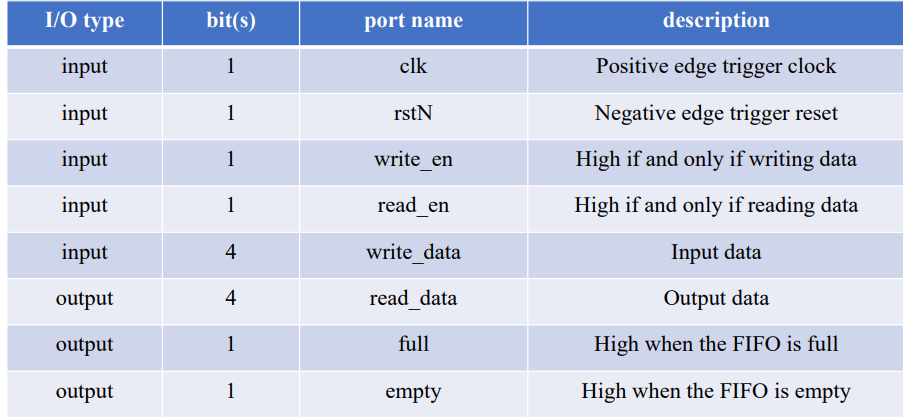 I/O type bit(s) port name description
input 1 clk Positive edge trigger clock
input 1 rstN Negative edge trigger reset
input 1 write_en High if and only if writing data
input 1 read_en High if and only if reading data
input 4 write_data Input data
output 4 read_data Output data
output 1 full High when the FIFO is full
output 1 empty High when the FIFO is empty